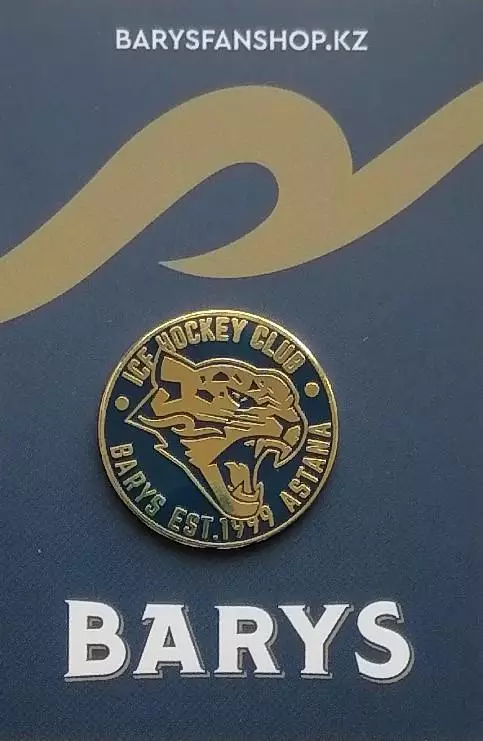 BARYSFANSHOP.KZ
ICE HOCKEY CLUB
BARYS EST.1999 ASTANA
BARYS